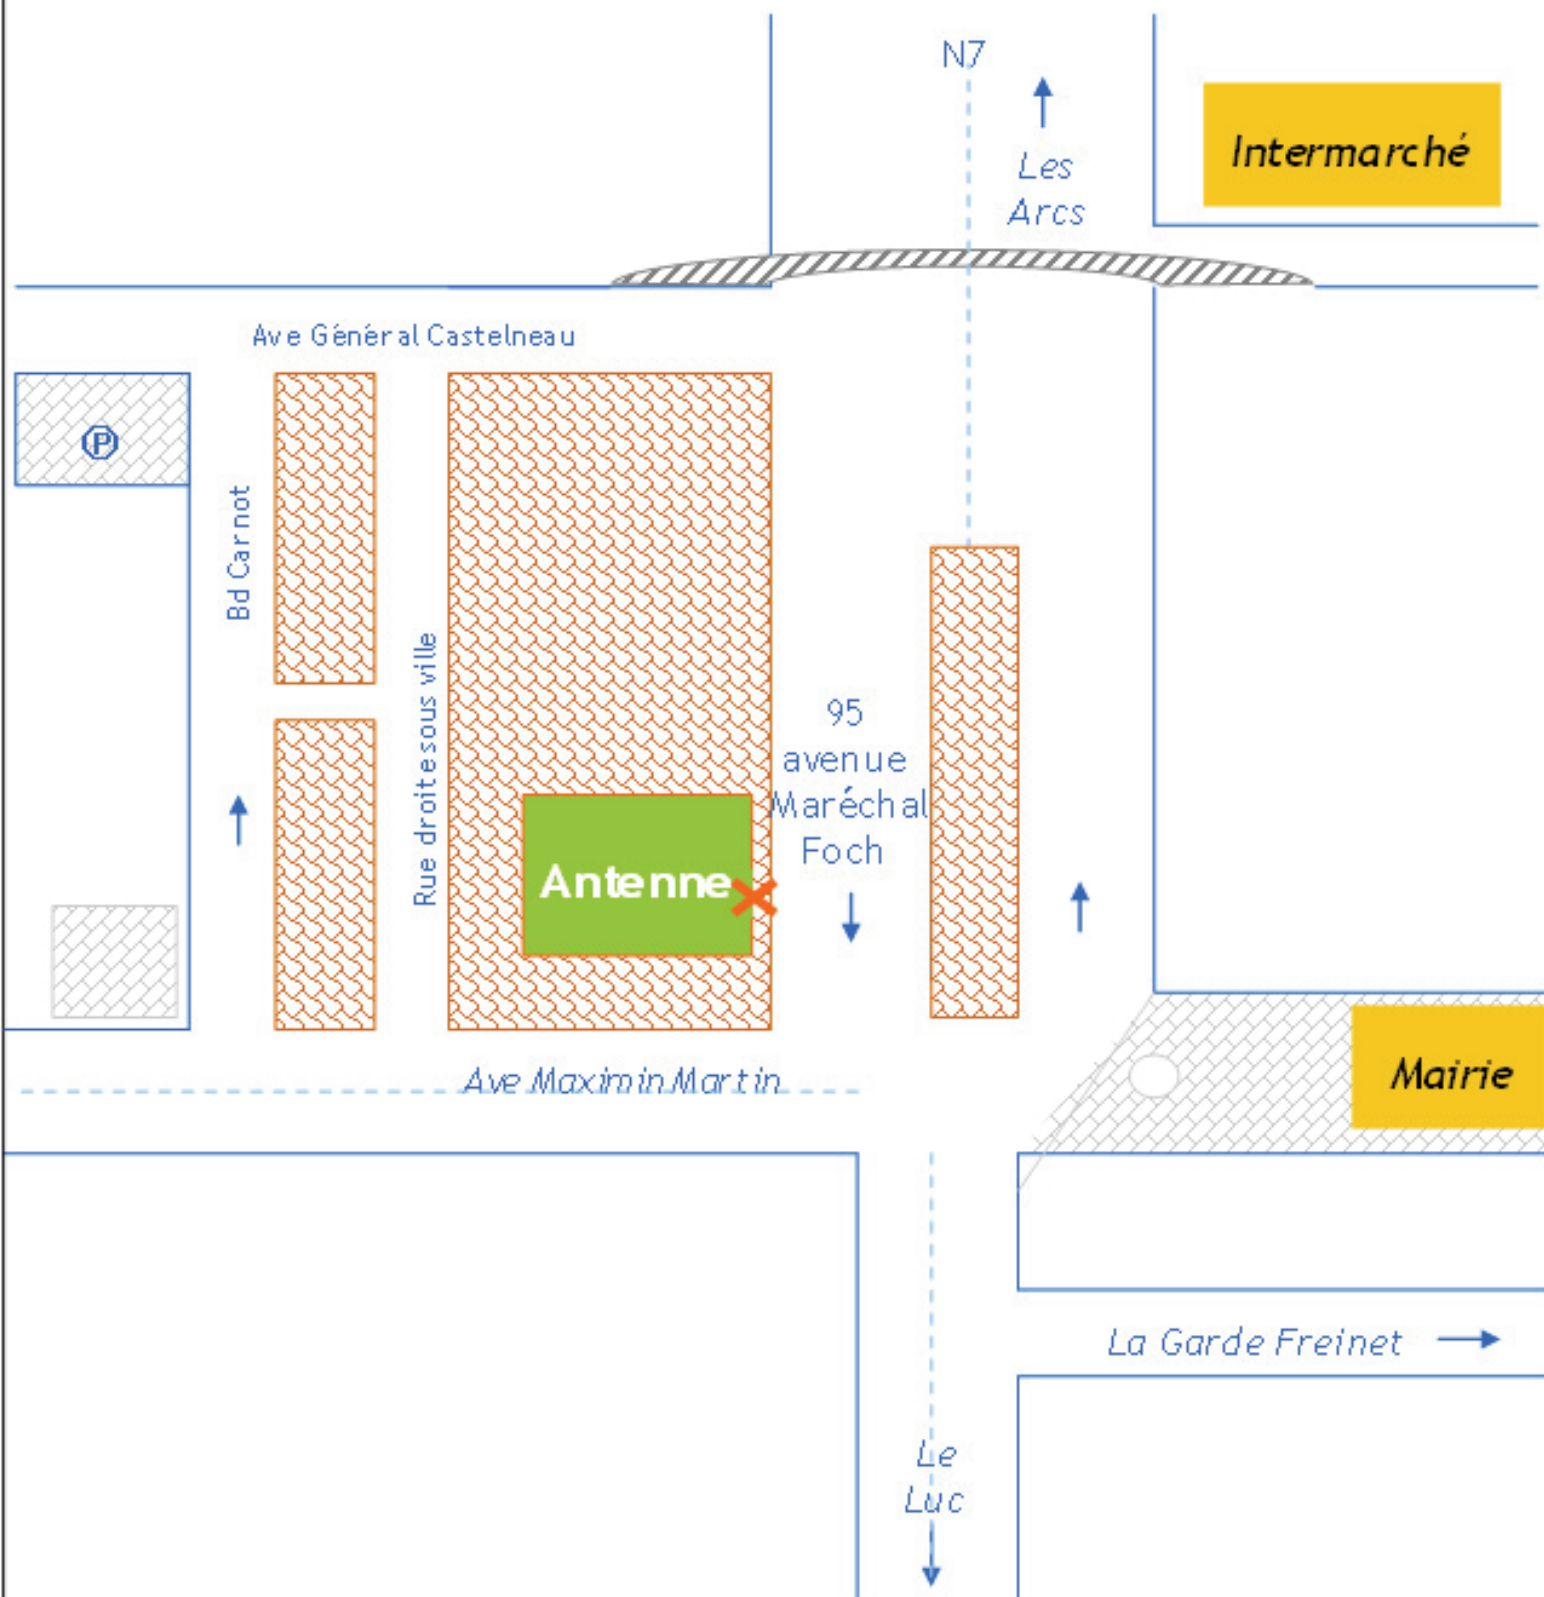 N7
Les
Arcs
Intermarché
Ave Général Castelneau
P
Bd Carnot
Rue droite sous ville
95
avenue
Maréchal
Foch
Antenne
Ave Maximin Martin
Mairie
La Garde Freinet
Le
Luc